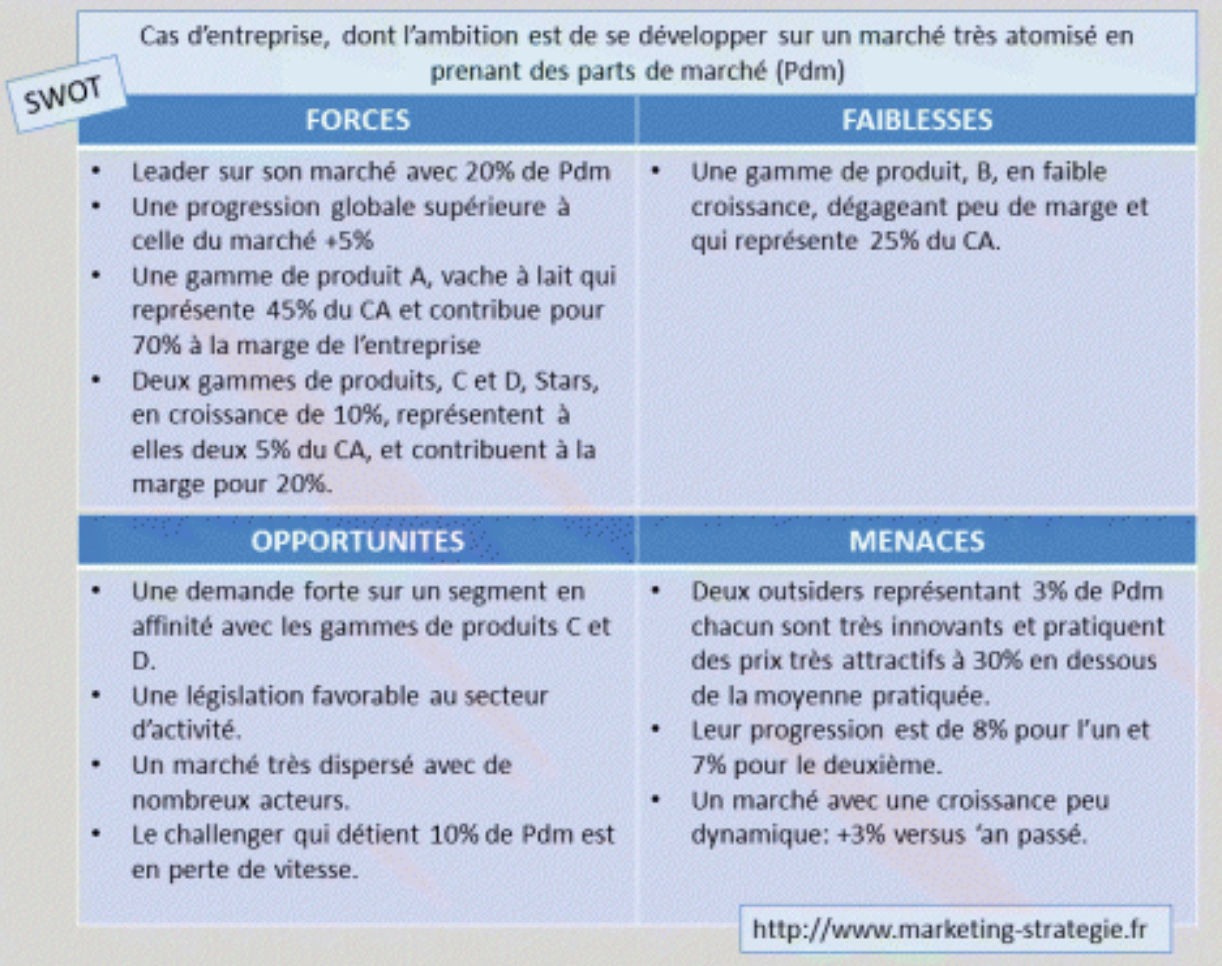 Cas d'entreprise, dont l'ambition est de se développer sur un marché très atomisé en
prenant des parts de marché (Pdm)
SWOT
FORCES
• Leader sur son marché avec 20% de Pdm
• Une progression globale supérieure à
celle du marché +5%
• Une gamme de produit A, vache à lait qui
représente 45% du CA et contribue pour
70% à la marge de l'entreprise
• Deux gammes de produits, C et D, Stars,
en croissance de 10%, représentent à
elles deux 5% du CA, et contribuent à la
marge pour 20%.
FAIBLESSES
• Une gamme de produit, B, en faible
croissance, dégageant peu de marge et
qui représente 25% du CA.
OPPORTUNITES
• Une demande forte sur un segment en
affinité avec les gammes de produits C et
D.
• Une législation favorable au secteur
d'activité.
• Un marché très dispersé avec de
nombreux acteurs.
• Le challenger qui détient 10% de Pdm est
en perte de vitesse.
MENACES
• Deux outsiders représentant 3% de Pdm
chacun sont très innovants et pratiquent
des prix très attractifs à 30% en dessous
de la moyenne pratiquée.
• Leur progression est de 8% pour l'un et
7% pour le deuxième.
• Un marché avec une croissance peu
dynamique: +3% versus 'an passé.
http://www.marketing-strategie.fr